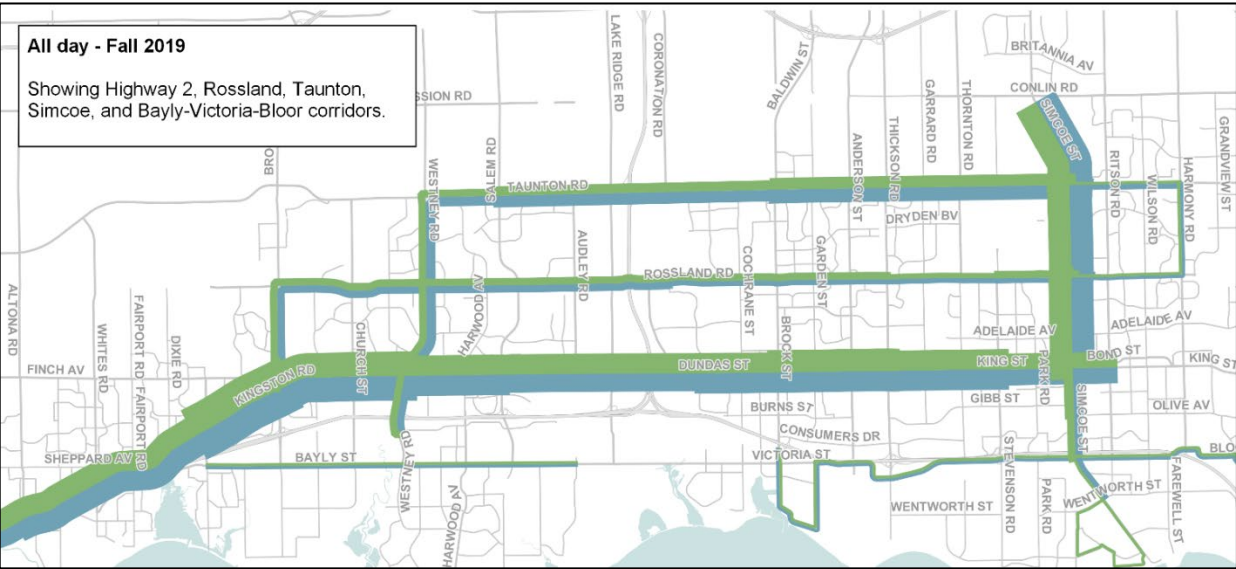 All day - Fall 2019
Showing Highway 2, Rossland, Taunton,
Simcoe, and Bayly-Victoria-Bloor corridors.
LAKE RIDGE RD
CORONATION RD
BALDWIN ST
BRITANNIA AV
CONLIN RD
SIMCOE ST
GARRARD RD
THORNTON RD
THICKSON RD
ANDERSON ST
GRANDVIEW ST
HARMONY RD
WILSON RD
RITSON RD
SSION RD
BRO
WESTNEY RD
SALEM RD
TAUNTON RD
DRYDEN BV
AUDLEY RD
ROSSLAND RD
COCHRANE ST
GARDEN ST
HARWOOD AV
ALTONA RD
WHITES RD
FAIRPORT RD
DIXIE RD
CHURCH ST
BROCK ST
ADELAIDE AV
ADELAIDE AV
FINCH AV
KINGSTON RD
DUNDAS ST
KING ST
PARK RD
BOND ST
KING ST
FAIRPORT RD
BURNS ST
GIBB ST
SIMCOE ST
OLIVE AV
CONSUMERS DR
SHEPPARD AV
BAYLY ST
WESTNEY RD
VICTORIA ST
BLO
HARWOOD AV
WENTWORTH ST
STEVENSON RD
PARK RD
WENTWORTH ST
FAREWELL ST